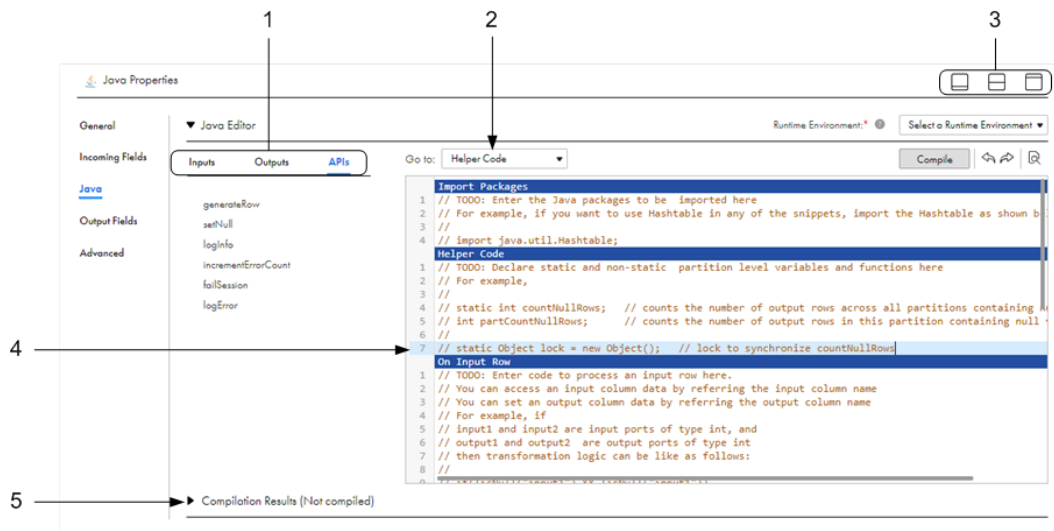 1 2 3
Java Properties
General
Java Editor
Runtime Environment:* Select a Runtime Environment
Incoming Fields
Inputs Outputs APIs
Go to: Helper Code
Compile
Java
Output Fields
Advanced
generateRow
setNull
logInfo
incrementErrorCount
failSession
logError
Import Packages
1 // TODO: Enter the Java packages to be imported here
2 // For example, if you want to use Hashtable in any of the snippets, import the Hashtable as shown
3 //
4 // import java.util.Hashtable;
Helper Code
1 // TODO: Declare static and non-static partition level variables and functions here
2 // For example,
3 //
4 // static int countNullRows; // counts the number of output rows across all partitions containing
5 // int partCountNullRows; // counts the number of output rows in this partition containing null
6 //
4
7 // static Object lock = new Object(); // lock to synchronize countNullRows
On Input Row
1 // TODO: Enter code to process an input row here.
2 // You can access an input column data by referring the input column name
3 // You can set an output column data by referring the output column name
4 // For example, if
5 // input1 and input2 are input ports of type int, and
6 // output1 and output2 are output ports of type int
7 // then transformation logic can be like as follows:
8 //
5
Compilation Results (Not compiled)